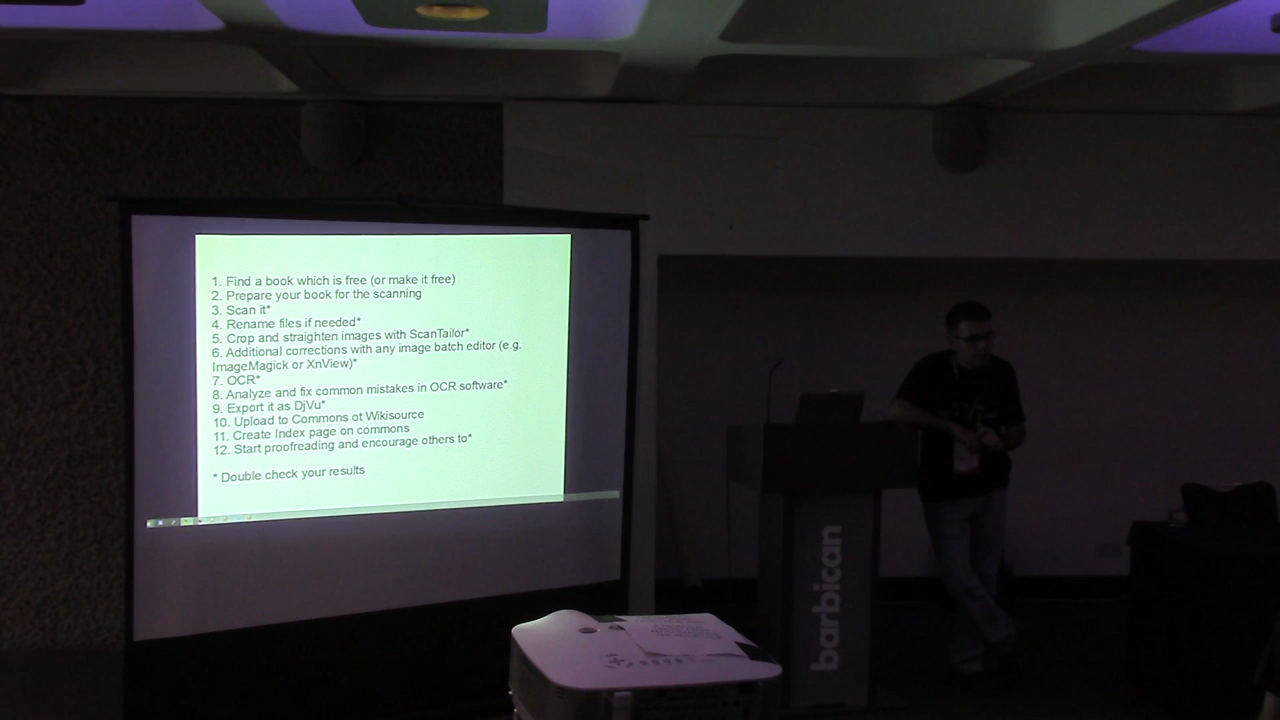 1. Find a book which is free (or make it free)
2. Prepare your book for the scanning
3. Scan it*
4. Rename files if needed*
5. Crop and straighten images with ScanTailor*
6. Additional corrections with any image batch editor (e.g.
ImageMagick or XnView)*
7. OCR*
8. Analyze and fix common mistakes in OCR software*
9. Export it as DjVu*
10. Upload to Commons ot Wikisource
11. Create Index page on commons
12. Start proofreading and encourage others to*
* Double check your results
barbican